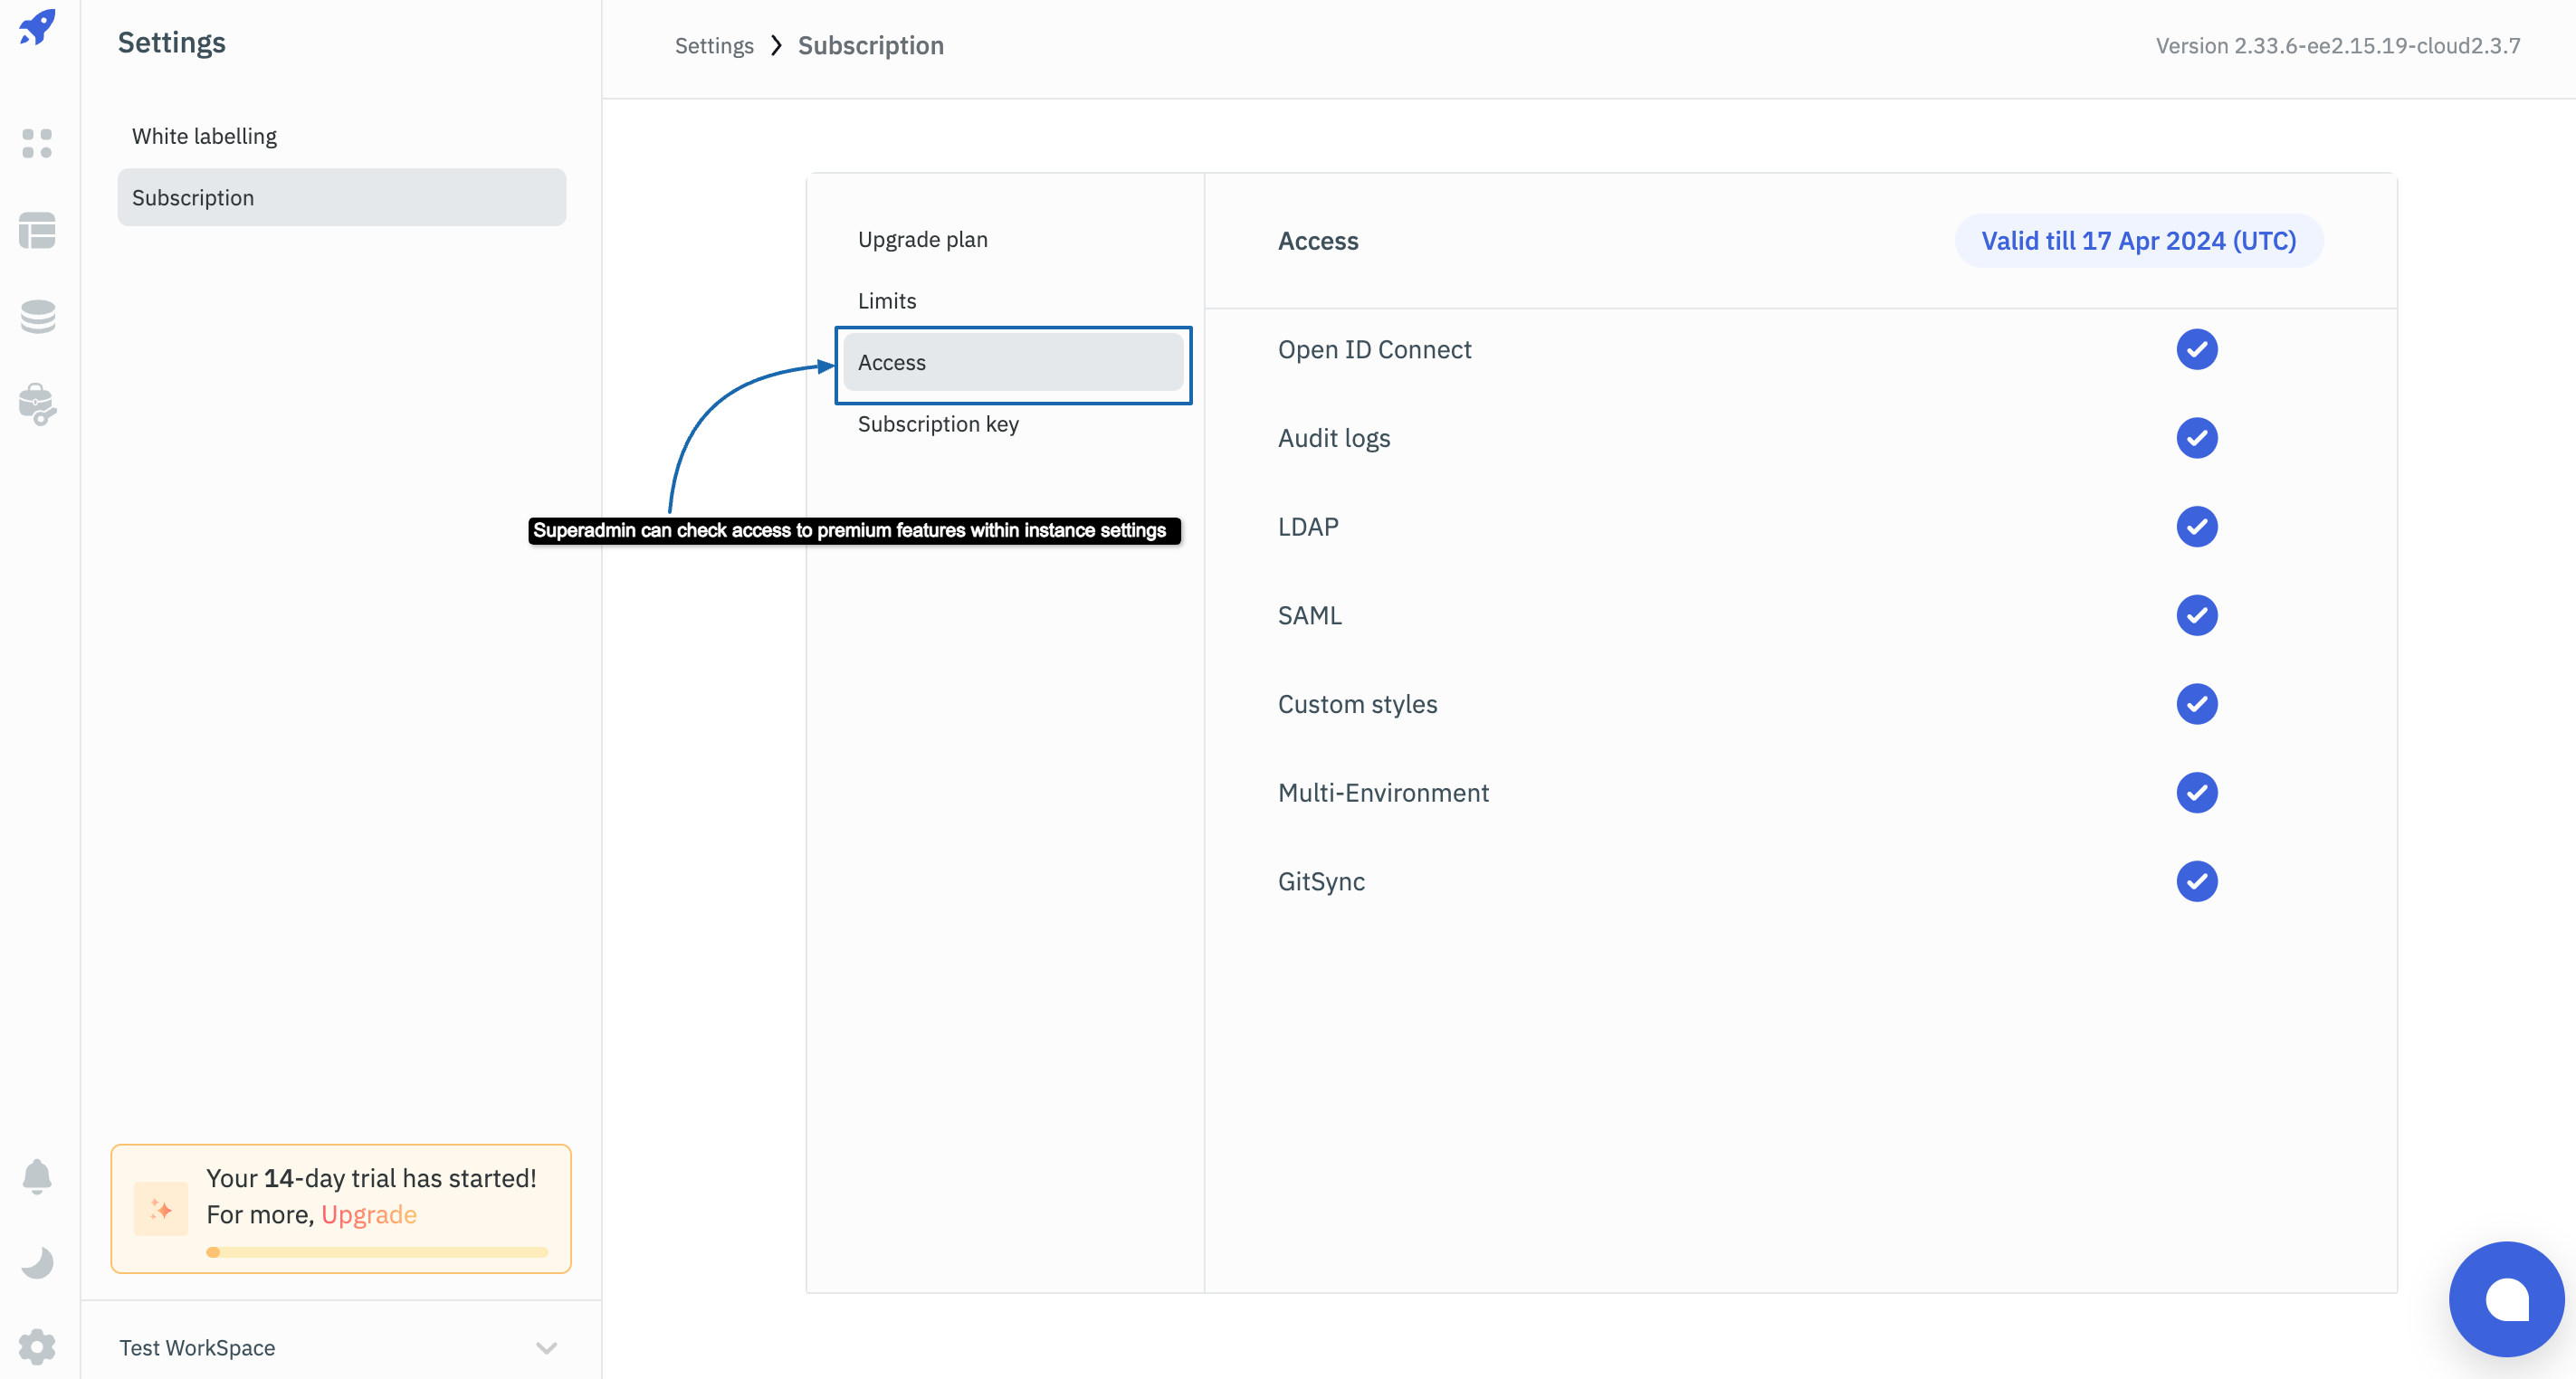 Settings
White labelling
Subscription
Settings > Subscription
Version 2.33.6-ee2.15.19-cloud2.3.7
Upgrade plan
Limits
Access
Subscription key
Superadmin can check access to premium features within instance settings
Access
Valid till 17 Apr 2024 (UTC)
Open ID Connect
Audit logs
LDAP
SAML
Custom styles
Multi-Environment
GitSync
Your 14-day trial has started!
For more, Upgrade
Test WorkSpace